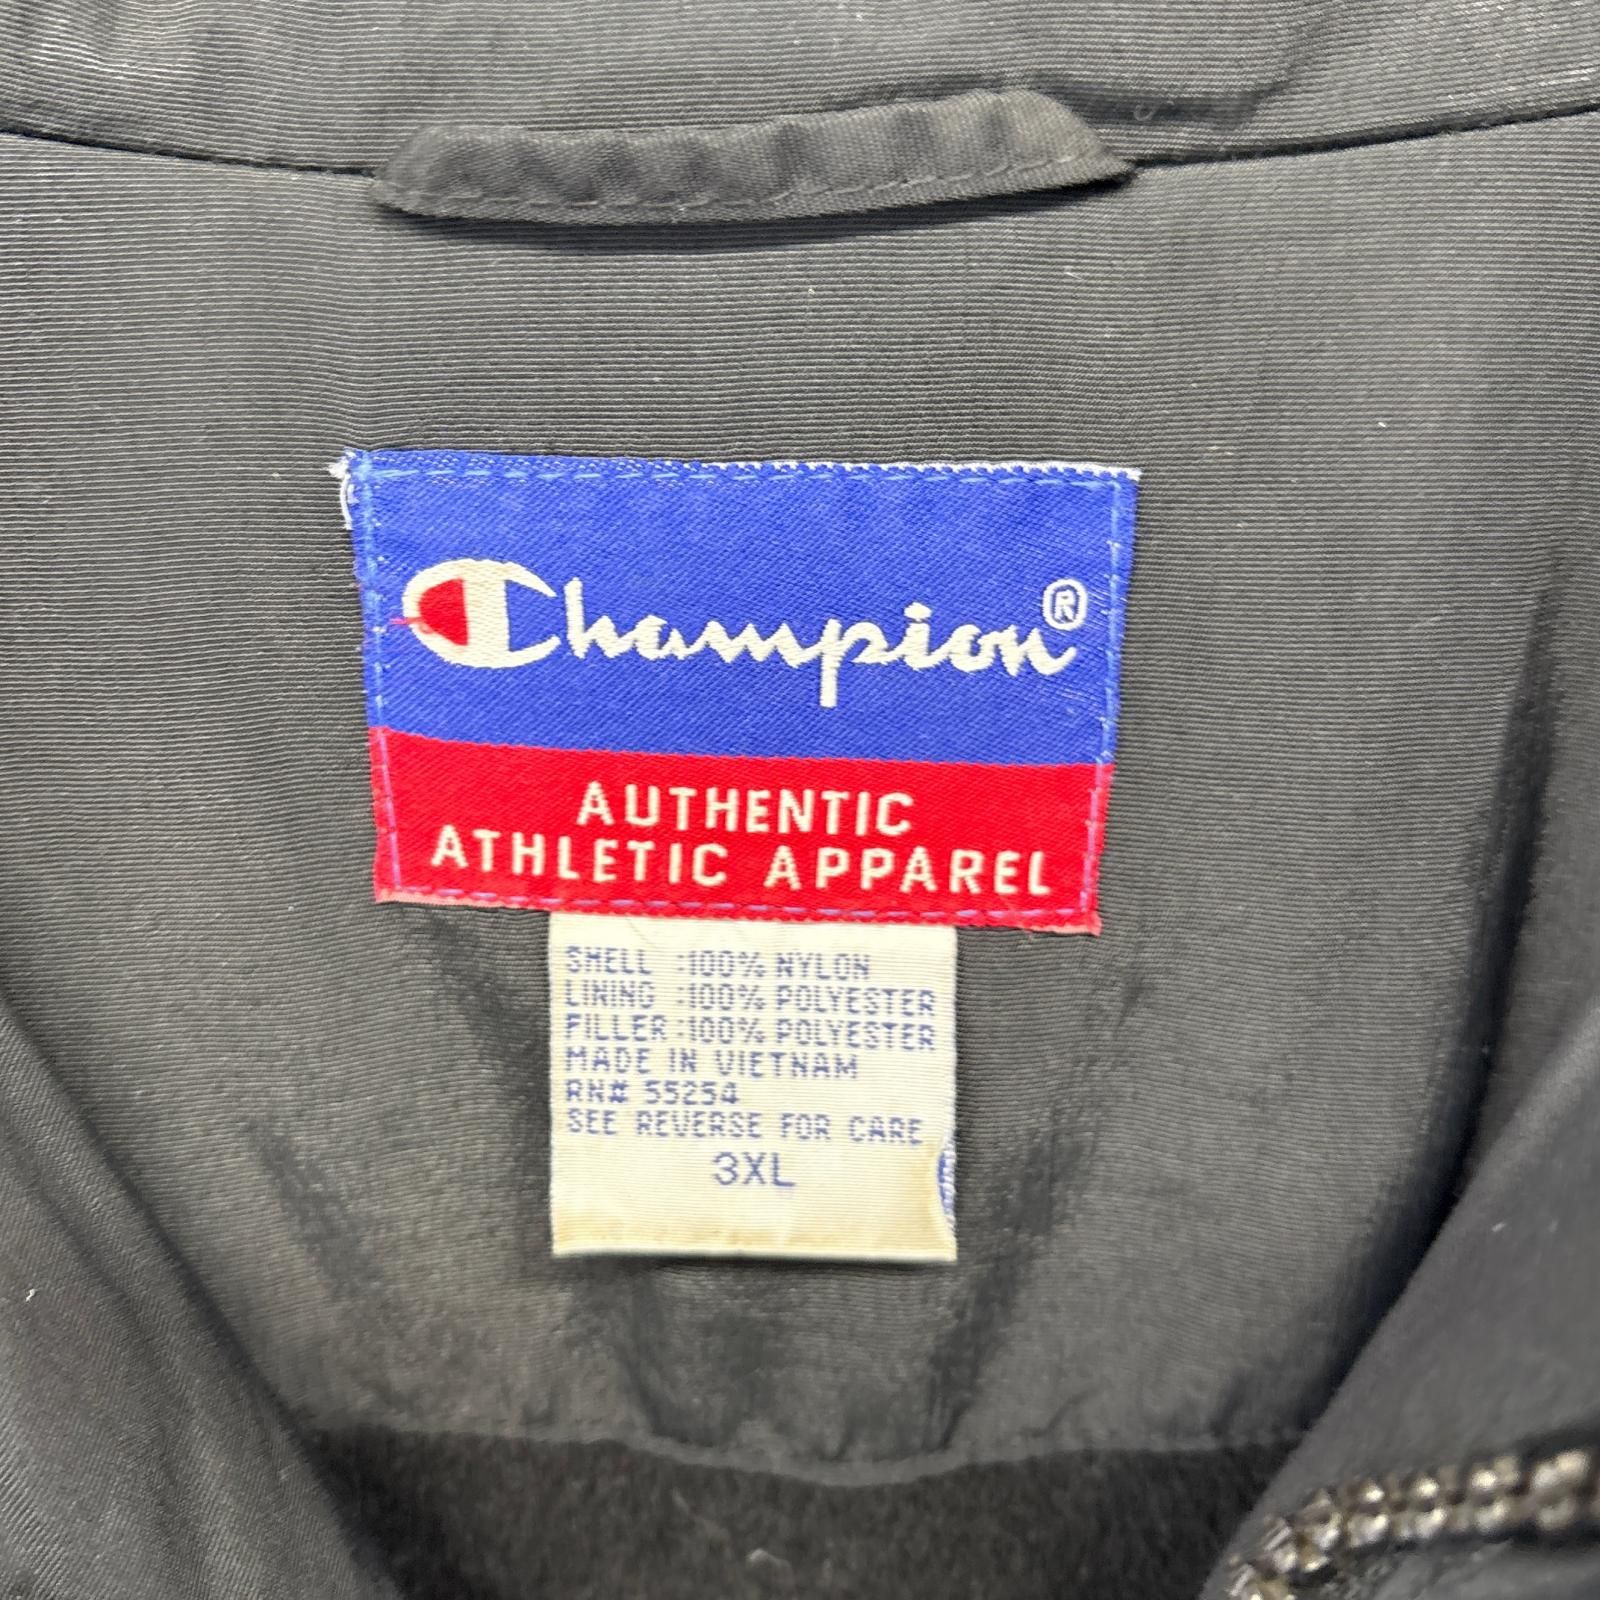 Champion®
AUTHENTIC
ATHLETIC APPAREL
SHELL :100% NYLON
LINING :100% POLYESTER
FILLER :100% POLYESTER
MADE IN VIETNAM
RN# 55254
SEE REVERSE FOR CARE
3XL